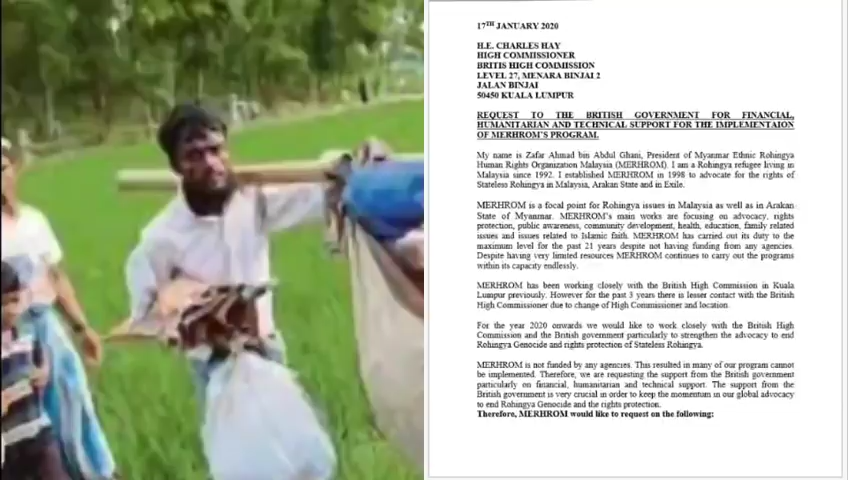 17TH JANUARY 2020
H.E. CHARLES HAY
HIGH COMMISSIONER
BRITIS HIGH COMMISSION
LEVEL 27, MENARA BINJAI 2
JALAN BINJAI
50450 KUALA LUMPUR
REQUEST TO THE BRITISH GOVERNMENT FOR FINANCIAL,
HUMANITARIAN AND TECHNICAL SUPPORT FOR THE IMPLEMENTAION
OF MERHROM'S PROGRAM.
My name is Zafar Ahmad bin Abdul Ghani, President of Myanmar Ethnic Rohingya
Human Rights Organization Malaysia (MERHROM). I am a Rohingya refugee living in
Malaysia since 1992. I established MERHROM in 1998 to advocate for the rights of
Stateless Rohingya in Malaysia, Arakan State and in Exile.
MERHROM is a focal point for Rohingya issues in Malaysia as well as in Arakan
State of Myanmar. MERHROM's main works are focusing on advocacy, rights
protection, public awareness, community development, health, education, family related
issues and issues related to Islamic faith. MERHROM has carried out its duty to the
maximum level for the past 21 years despite not having funding from any agencies.
Despite having very limited resources MERHROM continues to carry out the programs
within its capacity endlessly.
MERHROM has been working closely with the British High Commission in Kuala
Lumpur previously. However for the past 3 years there is lesser contact with the British
High Commissioner due to change of High Commissioner and location.
For the year 2020 onwards we would like to work closely with the British High
Commission and the British government particularly to strengthen the advocacy to end
Rohingya Genocide and rights protection of Stateless Rohingya.
MERHROM is not funded by any agencies. This resulted in many of our program cannot
be implemented. Therefore, we are requesting the support from the British government
particularly on financial, humanitarian and technical support. The support from the
British government is very crucial in order to keep the momentum in our global advocacy
to end Rohingya Genocide and the rights protection.
Therefore, MERHROM would like to request on the following: